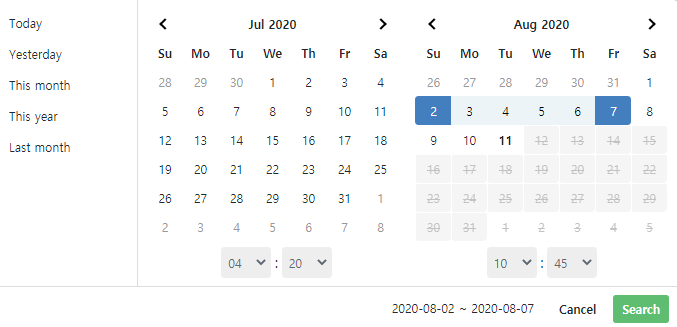 Today
Yesterday
This month
This year
Last month
Jul 2020
Su Mo Tu We Th Fr Sa
28 29 30 1 2 3 4
5 6 7 8 9 10 11
12 13 14 15 16 17 18
19 20 21 22 23 24 25
26 27 28 29 30 31 1
2 3 4 5 6 7 8
04 : 20
Aug 2020
Su Mo Tu We Th Fr Sa
26 27 28 29 30 31 1
2 3 4 5 6 7 8
9 10 11 12 13 14 15
16 17 18 19 20 21 22
23 24 25 26 27 28 29
30 31 1 2 3 4 5
10 : 45
2020-08-02 ~ 2020-08-07 Cancel Search